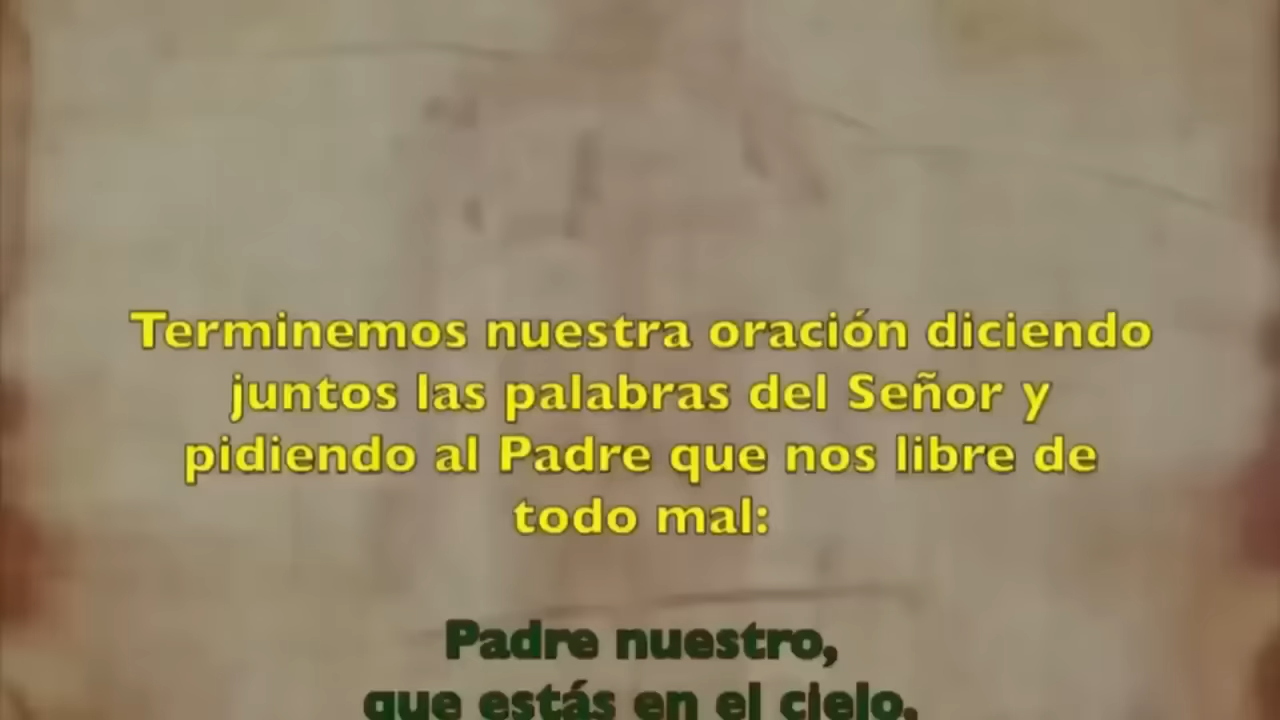 Terminemos nuestra oración diciendo
juntos las palabras del Señor y
pidiendo al Padre que nos libre de
todo mal:
Padre nuestro,
que estás en el cielo,